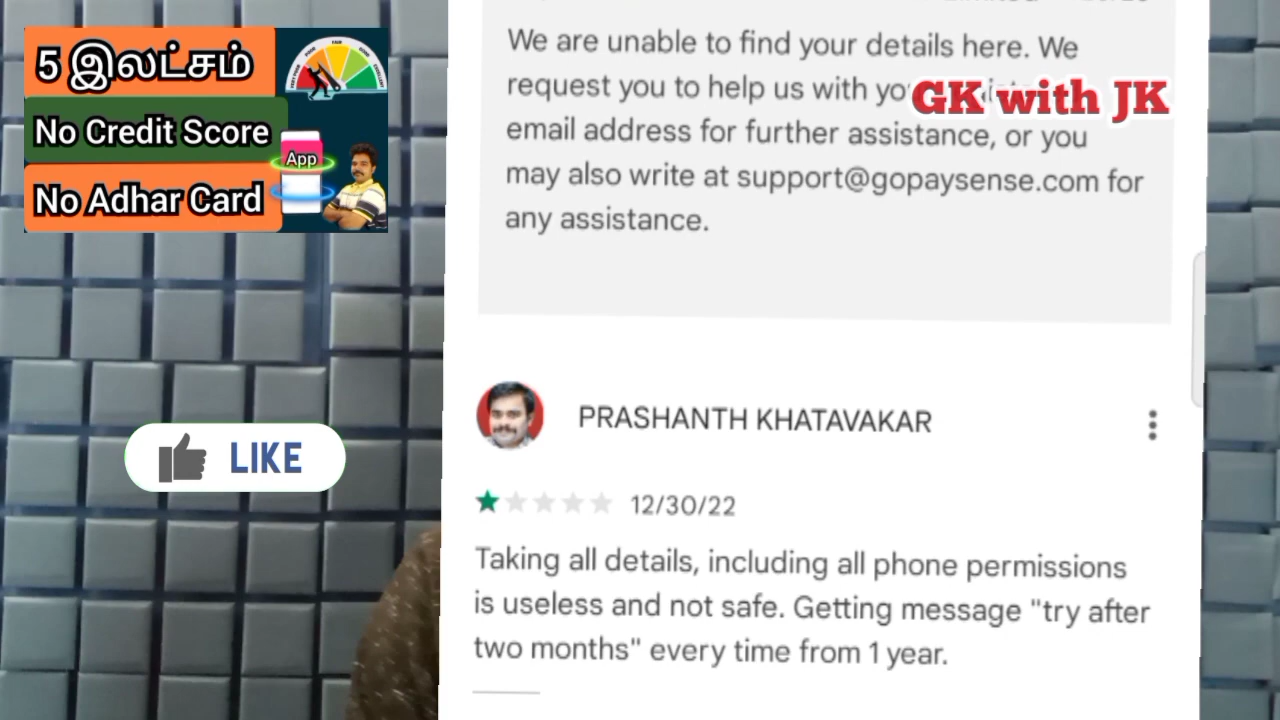 5 இலட்சம்
No Credit Score
App
No Adhar Card
LIKE
GK with JK
We are unable to find your details here. We
request you to help us with
email address for further assistance, or you
may also write at support@gopaysense.com for
any assistance.
PRASHANTH KHATAVAKAR
12/30/22
Taking all details, including all phone permissions
is useless and not safe. Getting message "try after
two months" every time from 1 year.